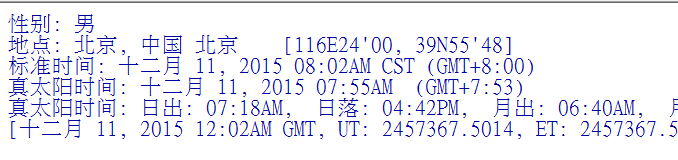 性别: 男
地点: 北京, 中国 北京 [116E24'00, 39N55'48]
标准时间: 十二月 11, 2015 08:02AM CST (GMT+8:00)
真太阳时间: 十二月 11, 2015 07:55AM (GMT+7:53)
真太阳时间: 日出: 07:18AM, 日落: 04:42PM, 月出: 06:40AM,
[十二月 11, 2015 12:02AM GMT, UT: 2457367.5014, ET: 2457367.5